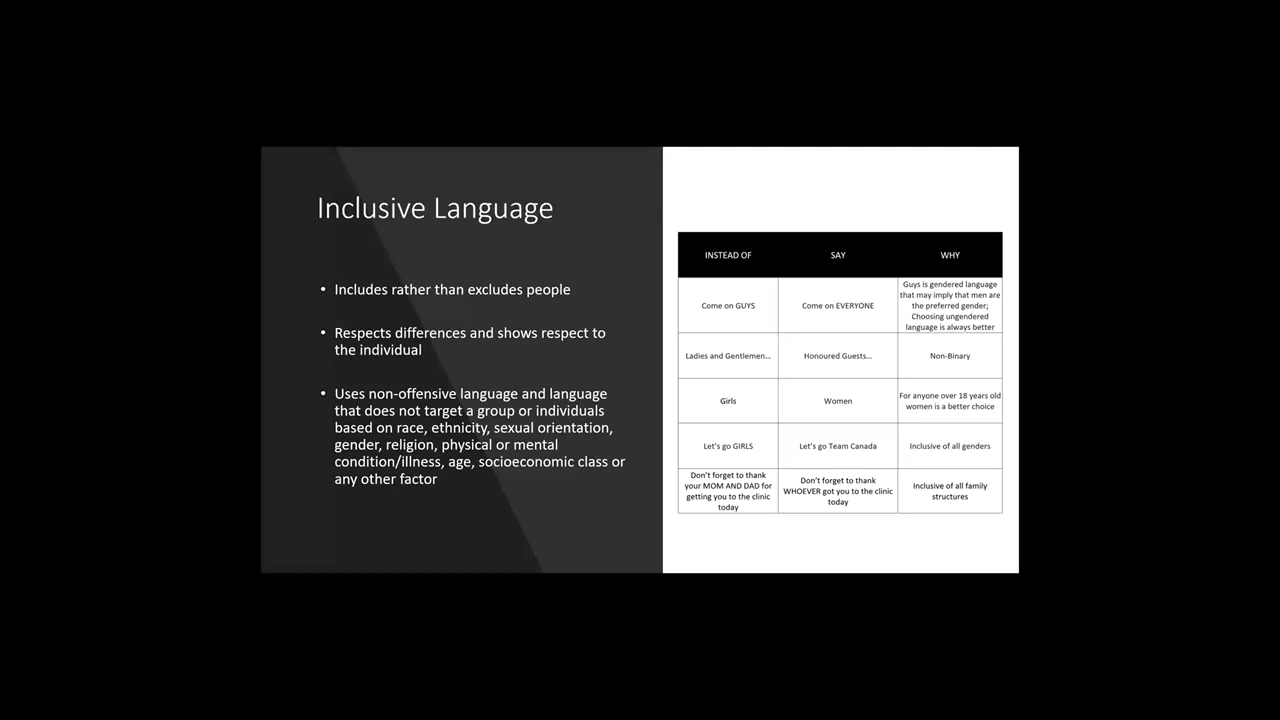 Inclusive Language
• Includes rather than excludes people
• Respects differences and shows respect to
the individual
• Uses non-offensive language and language
that does not target a group or individuals
based on race, ethnicity, sexual orientation,
gender, religion, physical or mental
condition/illness, age, socioeconomic class or
any other factor
INSTEAD OF SAY WHY
Come on GUYS
Come on EVERYONE
Guys is gendered language
that may imply that men are
the preferred gender;
Choosing ungendered
language is always better
Ladies and Gentlemen...
Honoured Guests...
Non-Binary
Girls
Women
For anyone over 18 years old
women is a better choice
Let's go GIRLS
Let's go Team Canada
Inclusive of all genders
Don't forget to thank
your MOM AND DAD for
getting you to the clinic
today
Don't forget to thank
WHOEVER got you to the clinic
today
Inclusive of all family
structures